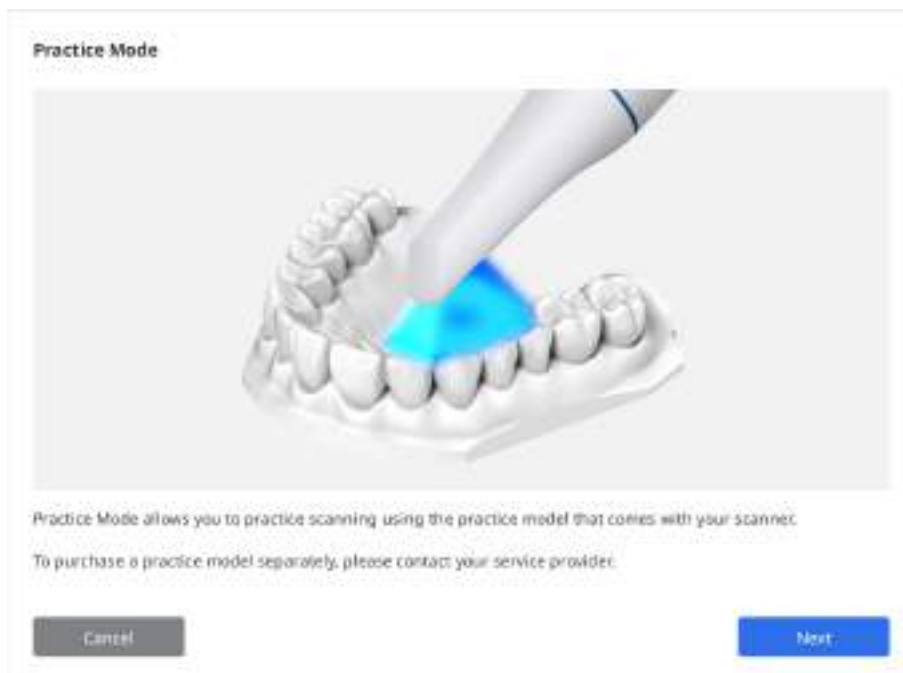 Practice Mode
Practice Mode allows you to practice scanning using the practice model that comes with your scanner.
To purchase a practice model separately, please contact your service provider.
Cancel
Next